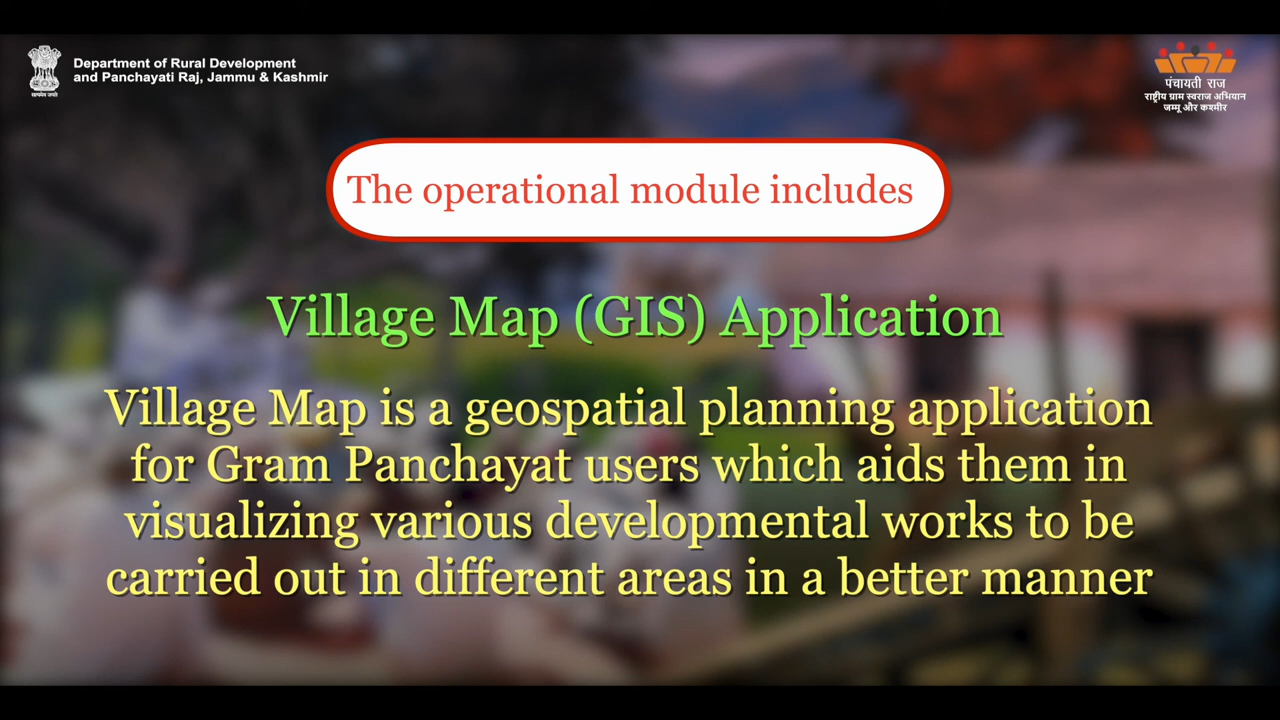 Department of Rural Development
and Panchayati Raj, Jammu & Kashmir
पंचायती राज
राष्ट्रीय ग्राम स्वराज अभियान
जम्मू और कश्मीर
The operational module includes
Village Map (GIS) Application
Village Map is a geospatial planning application
for Gram Panchayat users which aids them in
visualizing various developmental works to be
carried out in different areas in a better manner